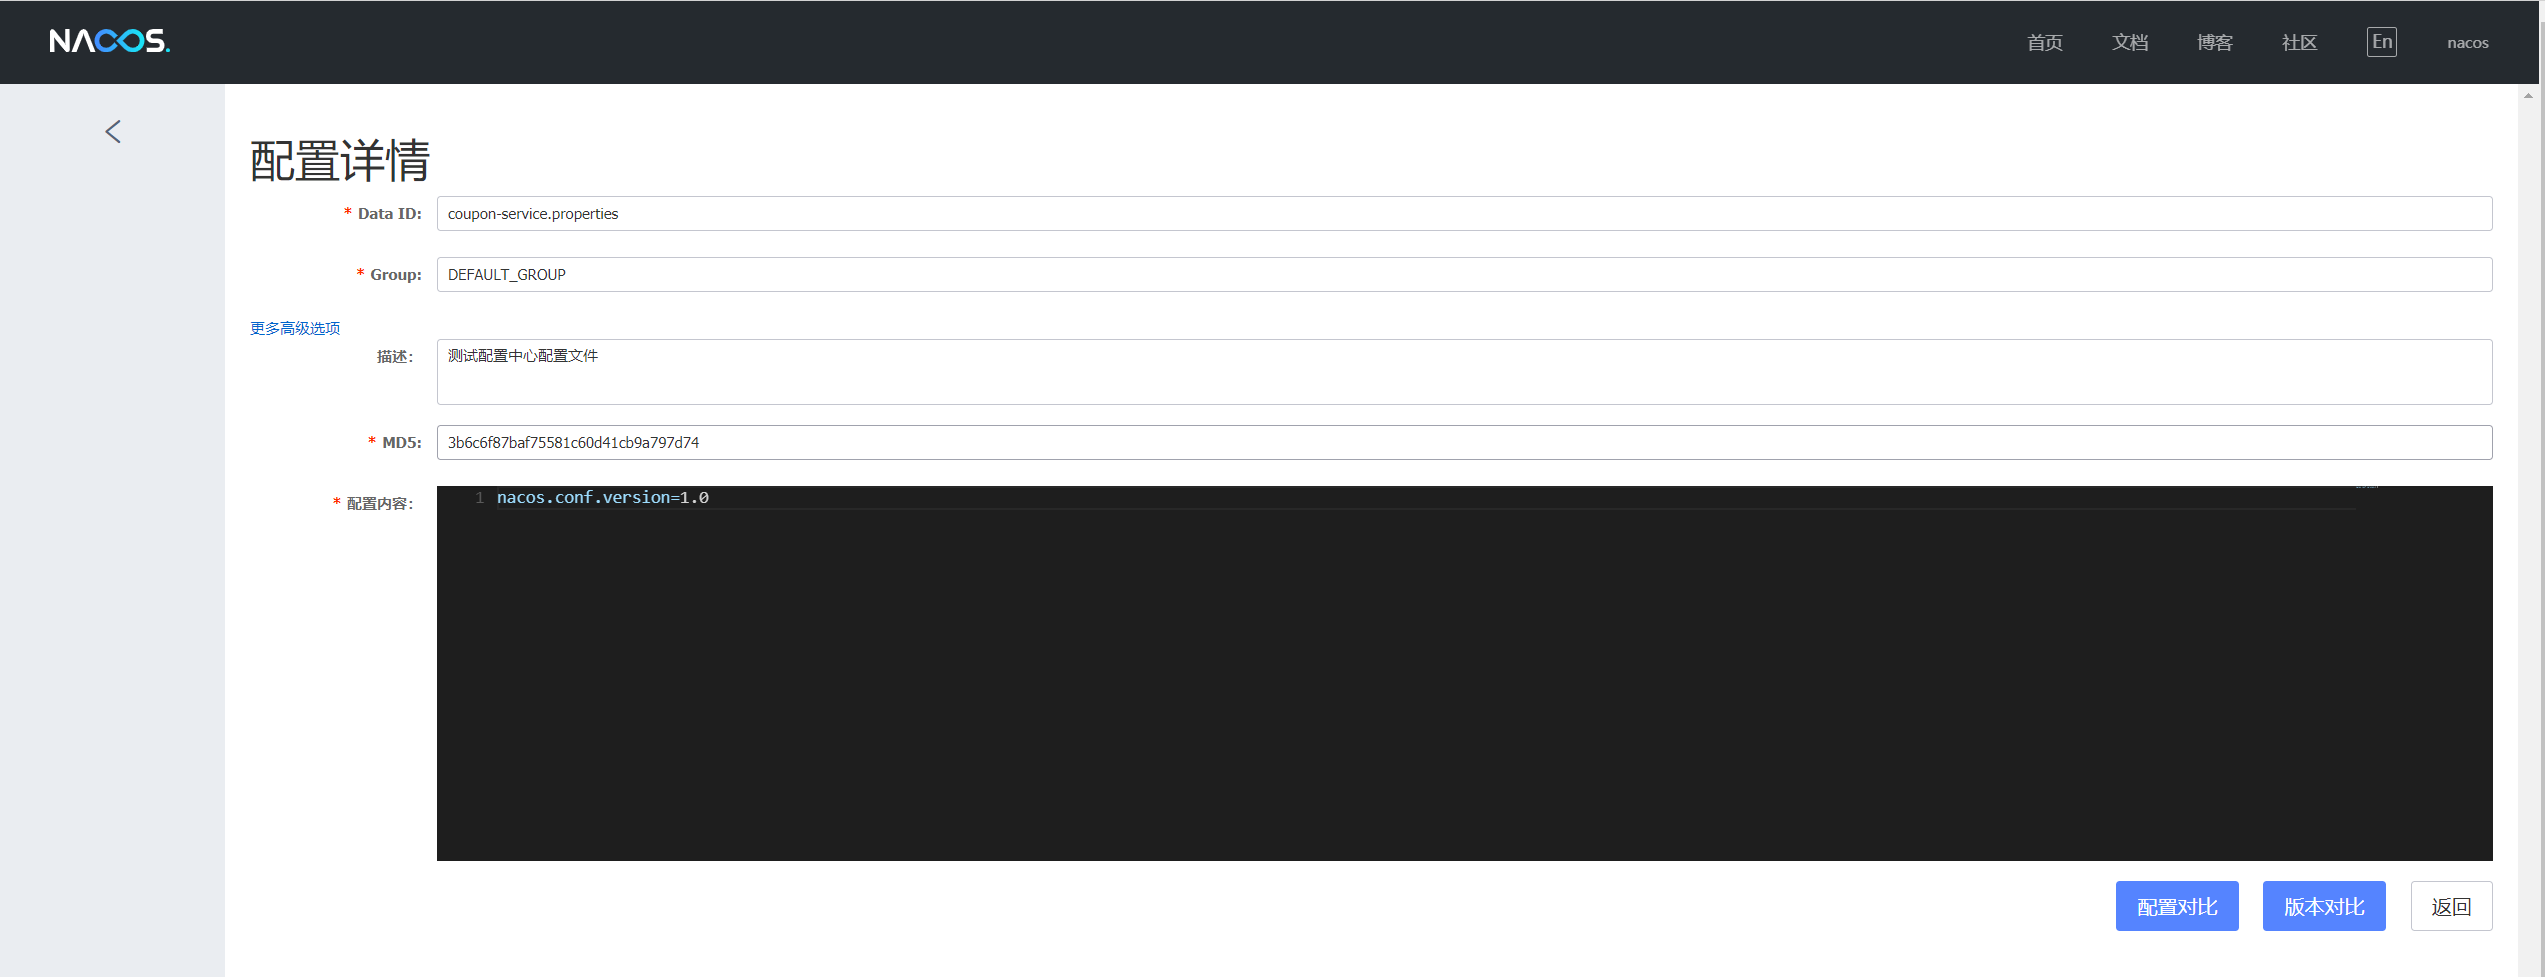 NACOS.
首页 文档 博客 社区 En nacos
配置详情
* Data ID: coupon-service.properties
* Group: DEFAULT_GROUP
更多高级选项
描述: 测试配置中心配置文件
* MD5: 3b6c6f87baf75581c60d41cb9a797d74
* 配置内容: 1 nacos.conf.version=1.0
配置对比 版本对比 返回